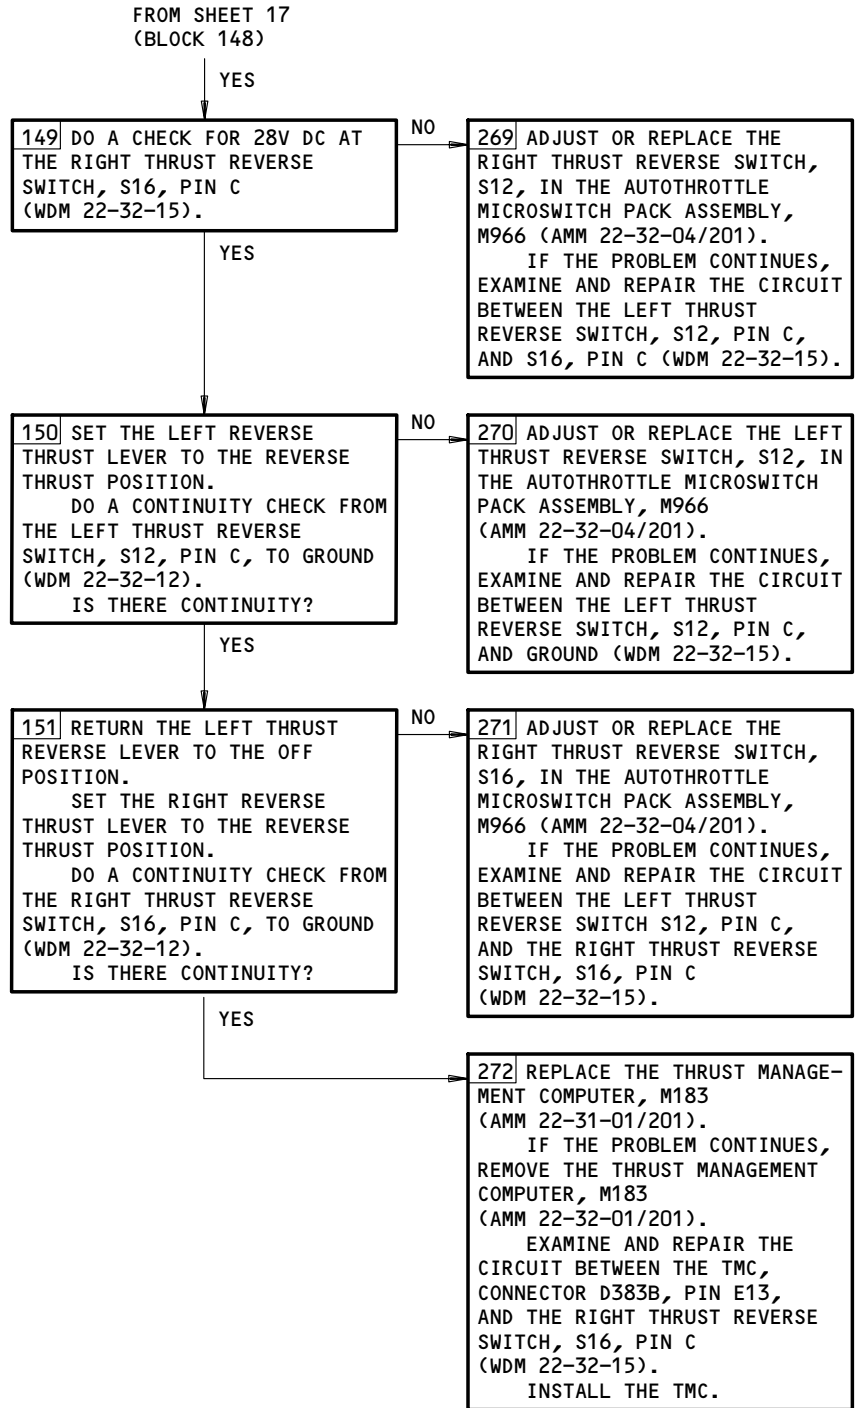 FROM SHEET 17
(BLOCK 148)
YES
149 DO A CHECK FOR 28V DC AT
THE RIGHT THRUST REVERSE
SWITCH, S16, PIN C
(WDM 22-32-15).
NO
269 ADJUST OR REPLACE THE
RIGHT THRUST REVERSE SWITCH,
S12, IN THE AUTOTHROTTLE
MICROSWITCH PACK ASSEMBLY,
M966 (AMM 22-32-04/201).
IF THE PROBLEM CONTINUES,
EXAMINE AND REPAIR THE CIRCUIT
BETWEEN THE LEFT THRUST
REVERSE SWITCH, S12, PIN C,
AND S16, PIN C (WDM 22-32-15).
YES
150 SET THE LEFT REVERSE
THRUST LEVER TO THE REVERSE
THRUST POSITION.
DO A CONTINUITY CHECK FROM
THE LEFT THRUST REVERSE
SWITCH, S12, PIN C, TO GROUND
(WDM 22-32-12).
IS THERE CONTINUITY?
NO
270 ADJUST OR REPLACE THE LEFT
THRUST REVERSE SWITCH, S12, IN
THE AUTOTHROTTLE MICROSWITCH
PACK ASSEMBLY, M966
(AMM 22-32-04/201).
IF THE PROBLEM CONTINUES,
EXAMINE AND REPAIR THE CIRCUIT
BETWEEN THE LEFT THRUST
REVERSE SWITCH, S12, PIN C,
AND GROUND (WDM 22-32-15).
YES
151 RETURN THE LEFT THRUST
REVERSE LEVER TO THE OFF
POSITION.
SET THE RIGHT REVERSE
THRUST LEVER TO THE REVERSE
THRUST POSITION.
DO A CONTINUITY CHECK FROM
THE RIGHT THRUST REVERSE
SWITCH, S16, PIN C, TO GROUND
(WDM 22-32-12).
IS THERE CONTINUITY?
NO
271 ADJUST OR REPLACE THE
RIGHT THRUST REVERSE SWITCH,
S16, IN THE AUTOTHROTTLE
MICROSWITCH PACK ASSEMBLY,
M966 (AMM 22-32-04/201).
IF THE PROBLEM CONTINUES,
EXAMINE AND REPAIR THE CIRCUIT
BETWEEN THE LEFT THRUST
REVERSE SWITCH S12, PIN C,
AND THE RIGHT THRUST REVERSE
SWITCH, S16, PIN C
(WDM 22-32-15).
YES
272 REPLACE THE THRUST MANAGE-
MENT COMPUTER, M183
(AMM 22-31-01/201).
IF THE PROBLEM CONTINUES,
REMOVE THE THRUST MANAGEMENT
COMPUTER, M183
(AMM 22-32-01/201).
EXAMINE AND REPAIR THE
CIRCUIT BETWEEN THE TMC,
CONNECTOR D383B, PIN E13,
AND THE RIGHT THRUST REVERSE
SWITCH, S16, PIN C
(WDM 22-32-15).
INSTALL THE TMC.